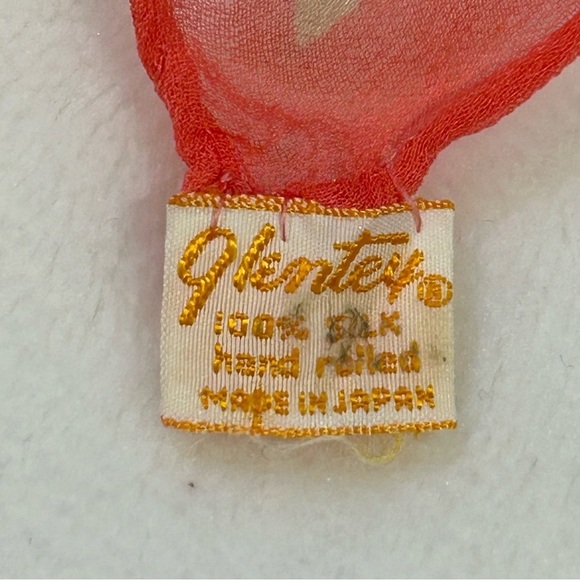 Glentex®
100% SILK
hand rolled
MADE IN JAPAN